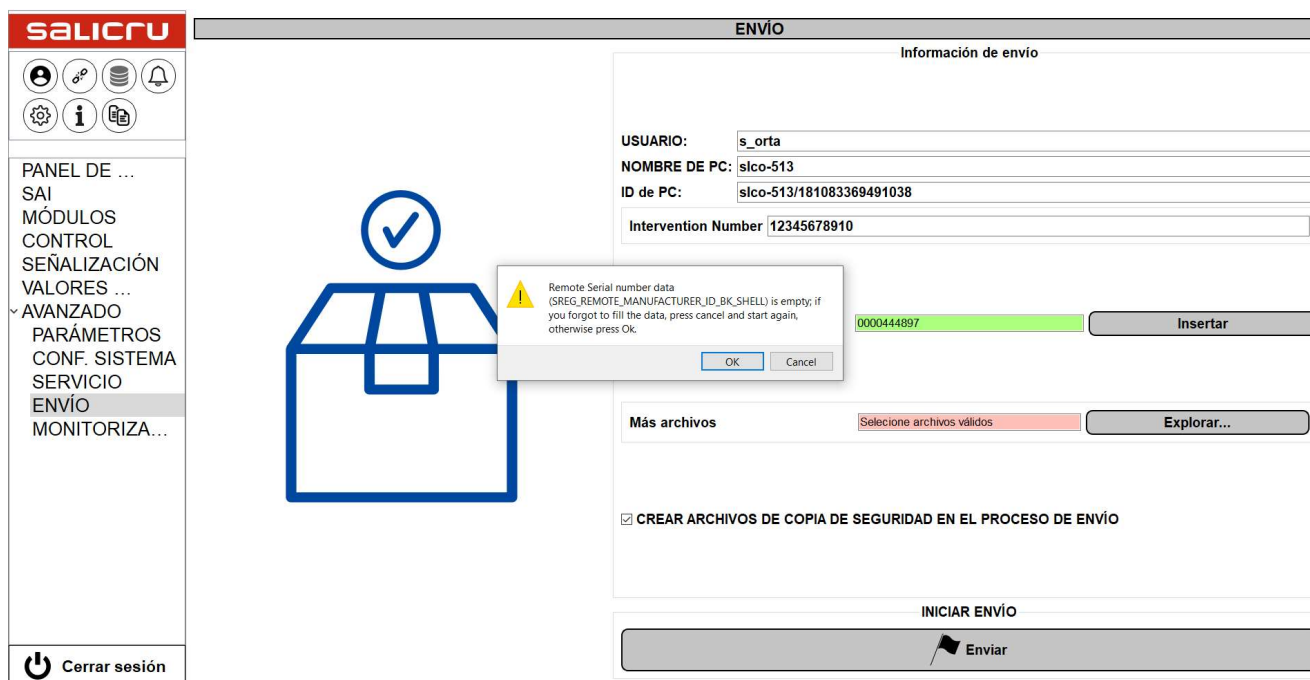 salicru
PANEL DE ...
SAI
MÓDULOS
CONTROL
SEÑALIZACIÓN
VALORES ...
AVANZADO
PARÁMETROS
CONF. SISTEMA
SERVICIO
ENVÍO
MONITORIZA...
Cerrar sesión
ENVÍO
Información de envío
USUARIO: s_orta
NOMBRE DE PC: slco-513
ID de PC: slco-513/181083369491038
Intervention Number 12345678910
Remote Serial number data
(SREG_REMOTE_MANUFACTURER_ID_BK_SHELL) is empty; if
you forgot to fill the data, press cancel and start again,
otherwise press Ok.
OK Cancel
0000444897 Insertar
Más archivos Selecione archivos válidos Explorar...
CREAR ARCHIVOS DE COPIA DE SEGURIDAD EN EL PROCESO DE ENVÍO
INICIAR ENVÍO
Enviar